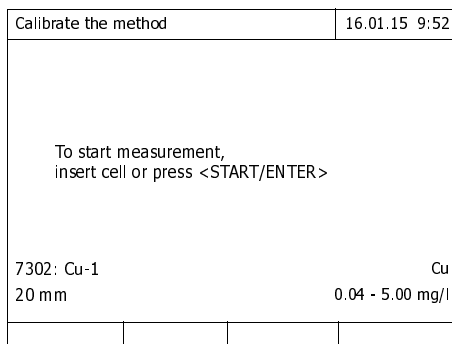 Calibrate the method 16.01.15 9:52
To start measurement,
insert cell or press <START/ENTER>
7302: Cu-1 Cu
20 mm 0.04 - 5.00 mg/l